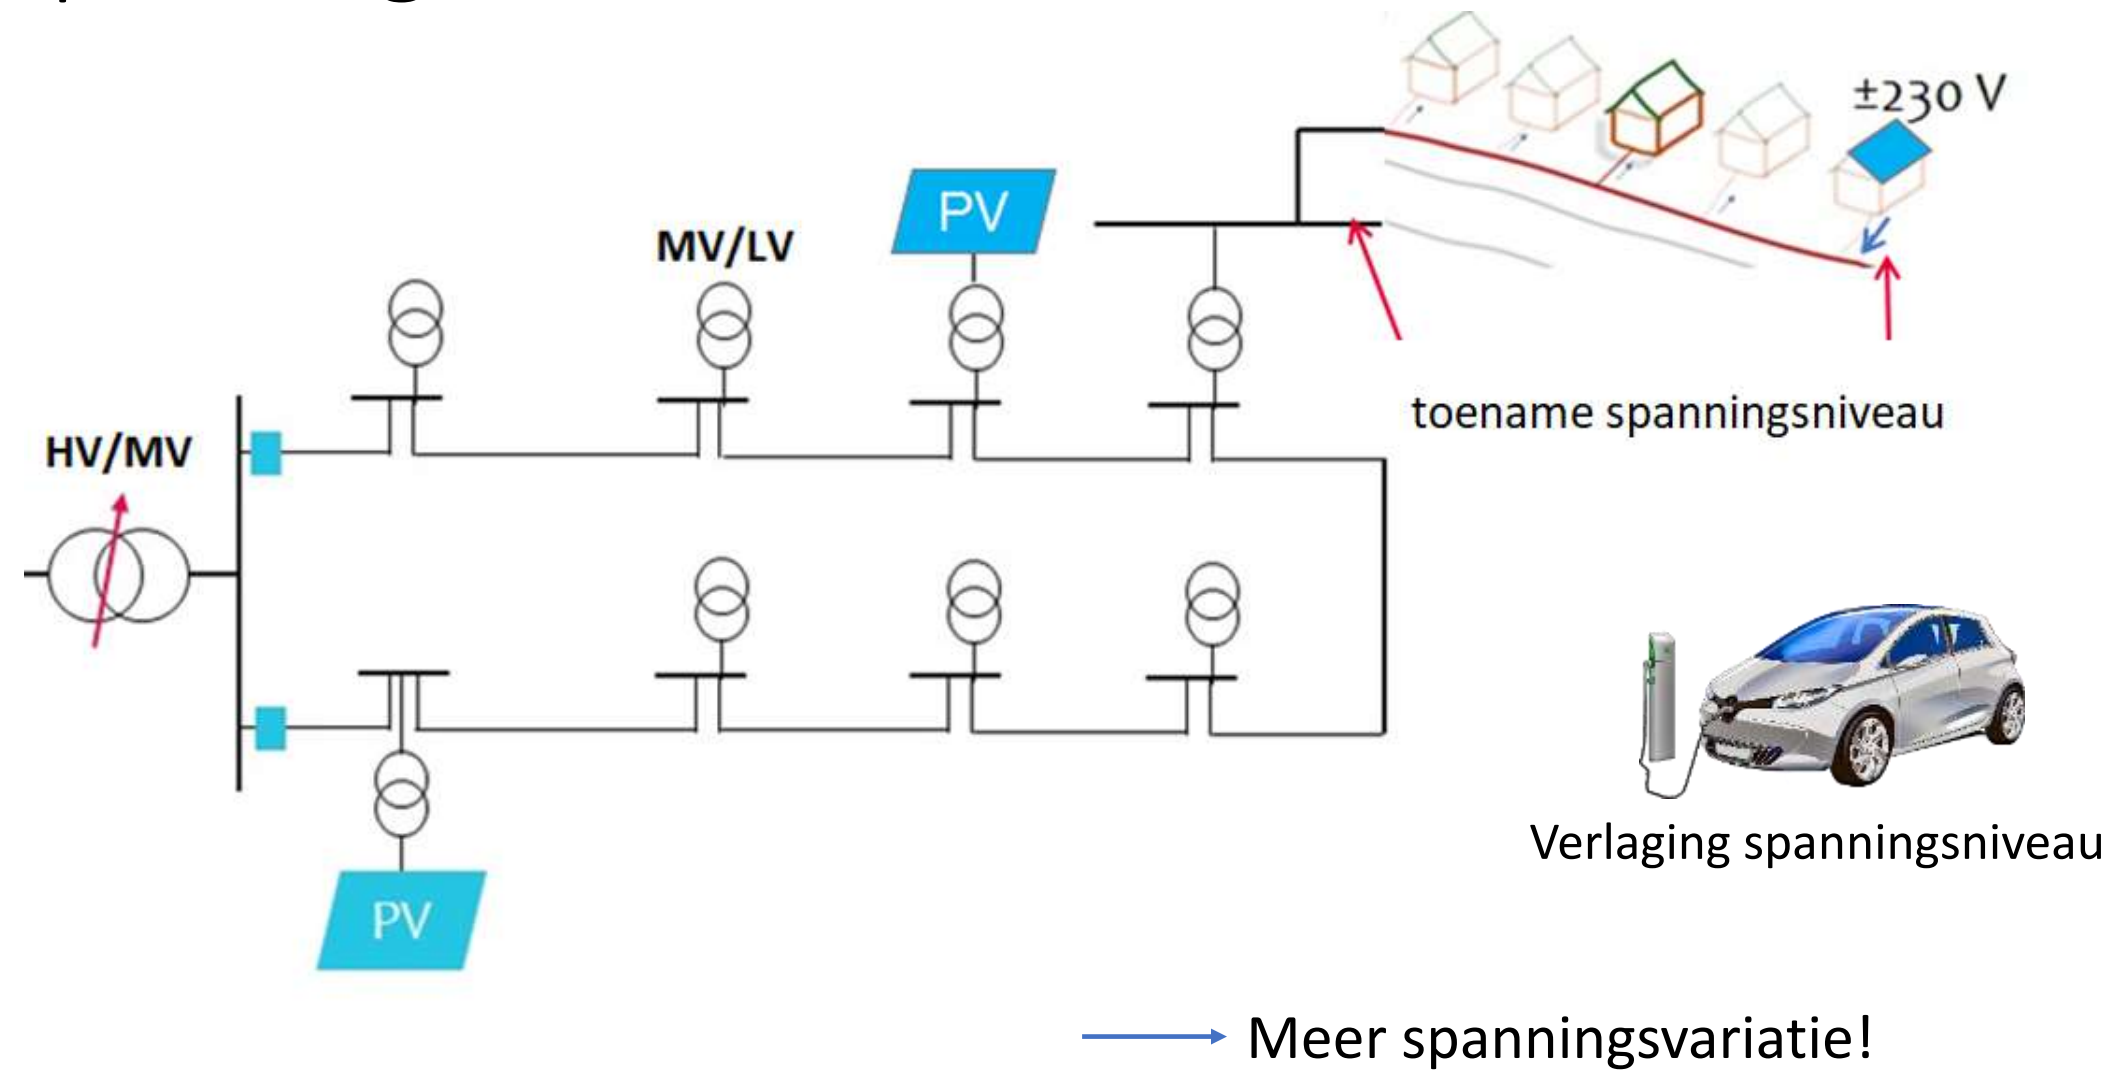 ±230 V
PV
MV/LV
toename spanningsniveau
HV/MV
Verlaging spanningsniveau
PV
Meer spanningsvariatie!